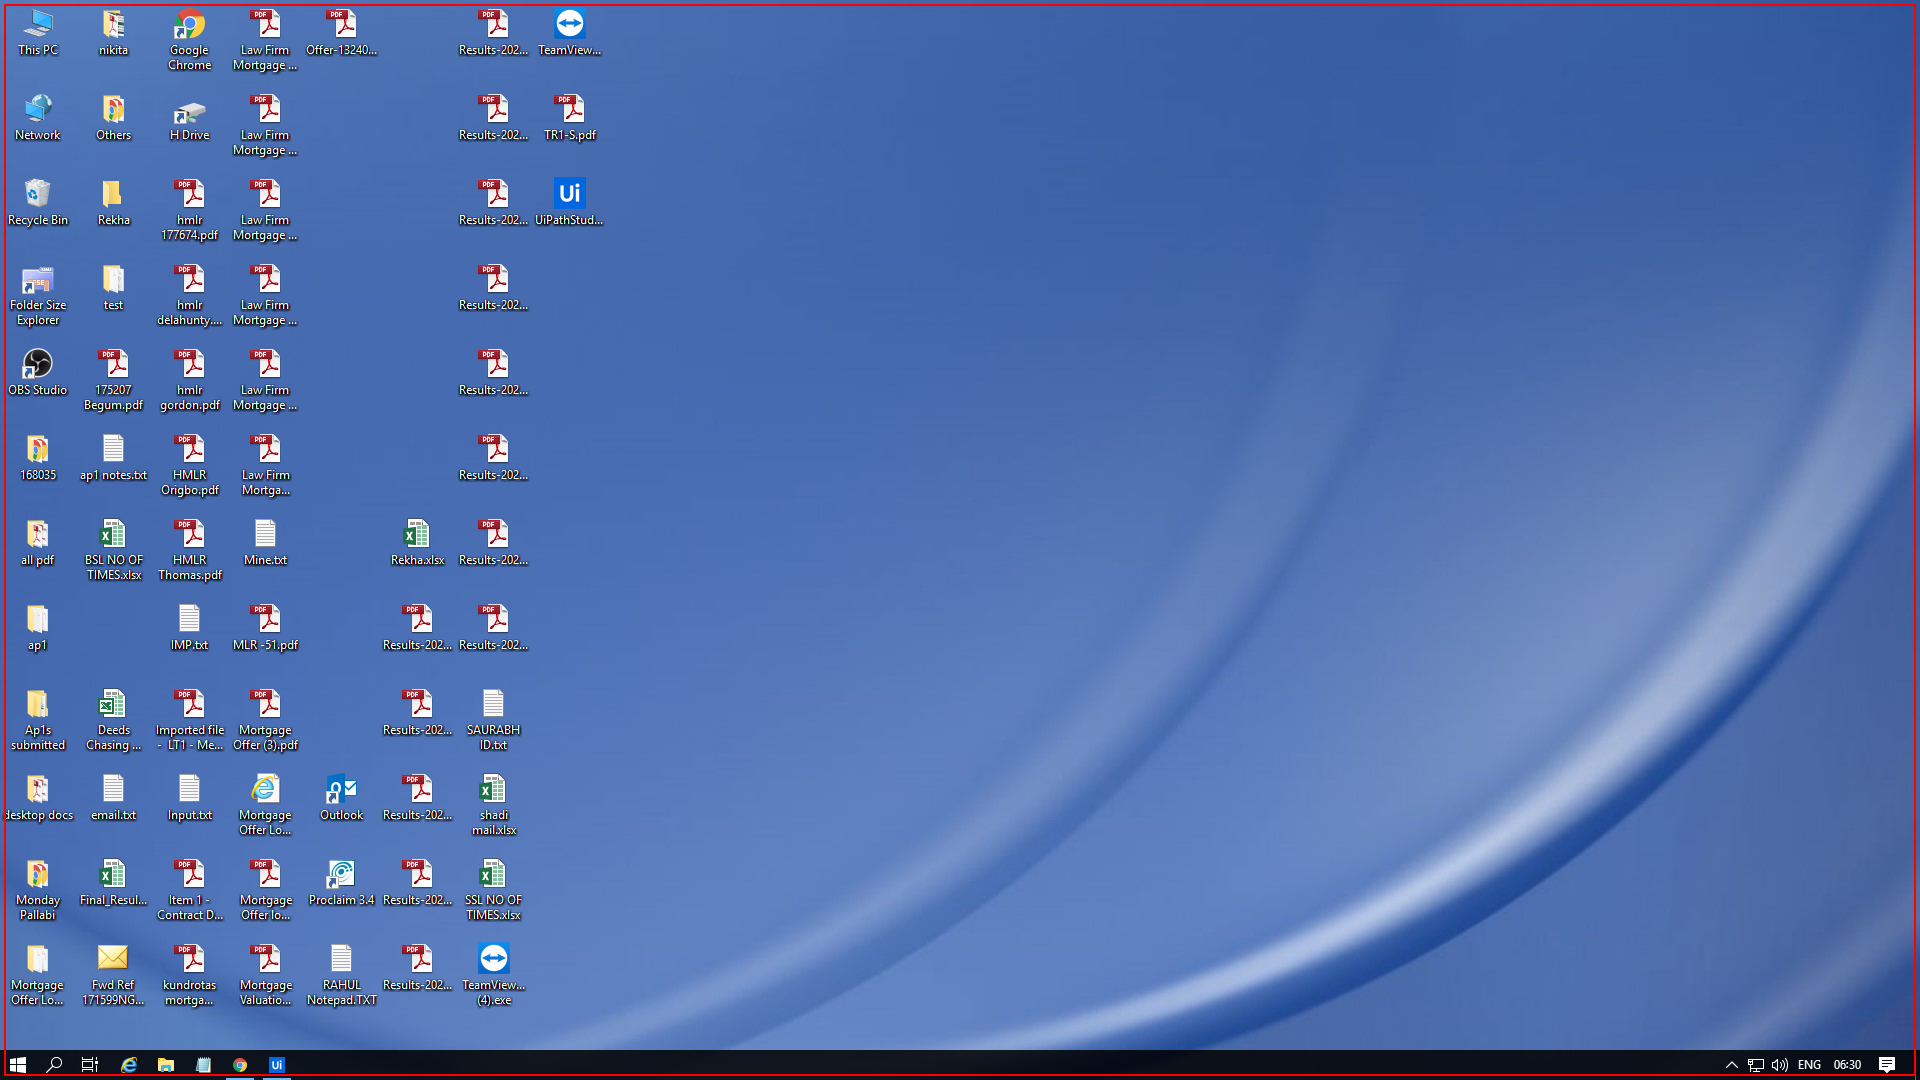 This PC
Network
Recycle Bin
Folder Size
Explorer
OBS Studio
168035
all pdf
ap1
Ap1s
submitted
desktop docs
Monday
Pallabi
Mortgage
Offer Lo...
nikita
Others
Rekha
test
175207
Begum.pdf
ap1 notes.txt
BSL NO OF
TIMES.xlsx
Deeds
Chasing ...
email.txt
Final_Resul...
Fwd Ref
171599NG...
Google
Chrome
H Drive
hmlr
177674.pdf
hmlr
delahunty....
hmlr
gordon.pdf
HMLR
Origbo.pdf
HMLR
Thomas.pdf
IMP.txt
Imported file
- LT1 - Me...
Input.txt
Item 1 -
Contract D...
kundrotas
mortga...
Law Firm
Mortgage ...
Law Firm
Mortgage ...
Law Firm
Mortgage ...
Law Firm
Mortgage ...
Law Firm
Mortgage ...
Law Firm
Mortga...
Mine.txt
MLR -51.pdf
Mortgage
Offer (3).pdf
Mortgage
Offer Lo...
Mortgage
Offer lo...
Mortgage
Valuatio...
Offer-13240...
Outlook
Proclaim 3.4
RAHUL
Notepad.TXT
Rekha.xlsx
Results-202...
Results-202...
Results-202...
Results-202...
Results-202...
Results-202...
Results-202...
Results-202...
Results-202...
Results-202...
Results-202...
Results-202...
Results-202...
SAURABH
ID.txt
shadi
mail.xlsx
SSL NO OF
TIMES.xlsx
TeamView...
(4).exe
TeamView...
TR1-S.pdf
Ui
UiPathStud...
Ui
ENG
06:30